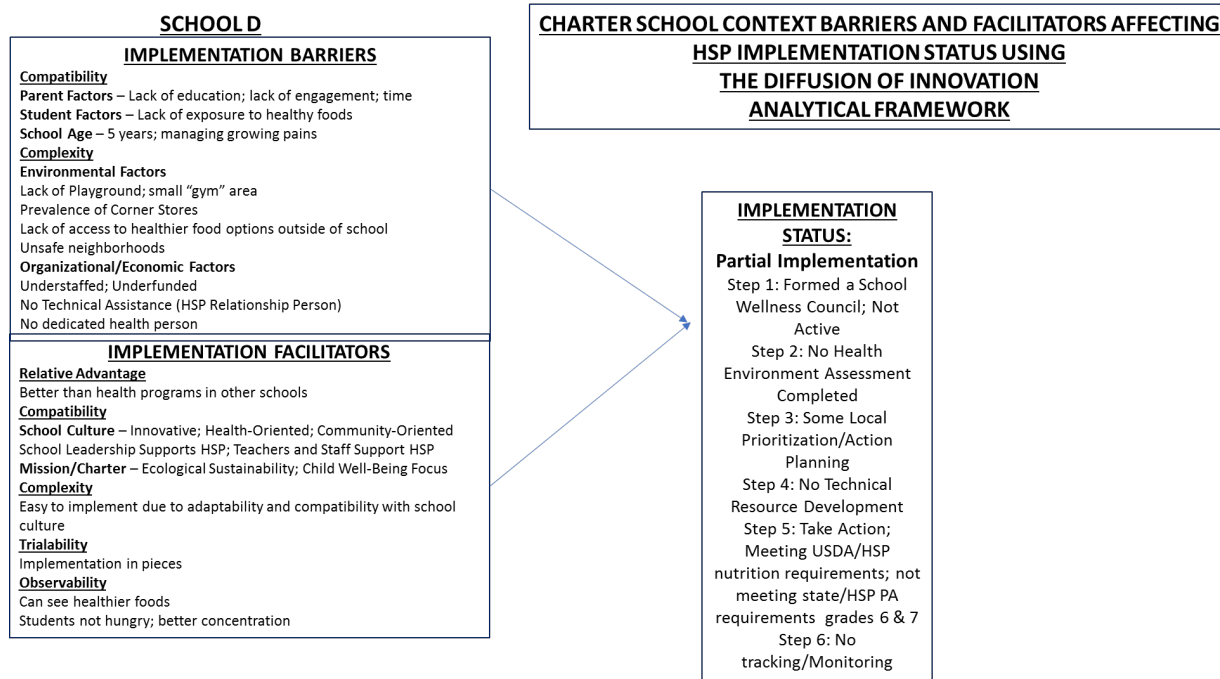 SCHOOL D
IMPLEMENTATION BARRIERS
Compatibility
Parent Factors – Lack of education; lack of engagement; time
Student Factors – Lack of exposure to healthy foods
School Age – 5 years; managing growing pains
Complexity
Environmental Factors
Lack of Playground; small “gym” area
Prevalence of Corner Stores
Lack of access to healthier food options outside of school
Unsafe neighborhoods
Organizational/Economic Factors
Understaffed; Underfunded
No Technical Assistance (HSP Relationship Person)
No dedicated health person
IMPLEMENTATION FACILITATORS
Relative Advantage
Better than health programs in other schools
Compatibility
School Culture – Innovative; Health-Oriented; Community-Oriented
School Leadership Supports HSP; Teachers and Staff Support HSP
Mission/Charter – Ecological Sustainability; Child Well-Being Focus
Complexity
Easy to implement due to adaptability and compatibility with school
culture
Trialability
Implementation in pieces
Observability
Can see healthier foods
Students not hungry; better concentration
CHARTER SCHOOL CONTEXT BARRIERS AND FACILITATORS AFFECTING
HSP IMPLEMENTATION STATUS USING
THE DIFFUSION OF INNOVATION
ANALYTICAL FRAMEWORK
IMPLEMENTATION
STATUS:
Partial Implementation
Step 1: Formed a School
Wellness Council; Not
Active
Step 2: No Health
Environment Assessment
Completed
Step 3: Some Local
Prioritization/Action
Planning
Step 4: No Technical
Resource Development
Step 5: Take Action;
Meeting USDA/HSP
nutrition requirements; not
meeting state/HSP PA
requirements grades 6 & 7
Step 6: No
tracking/Monitoring